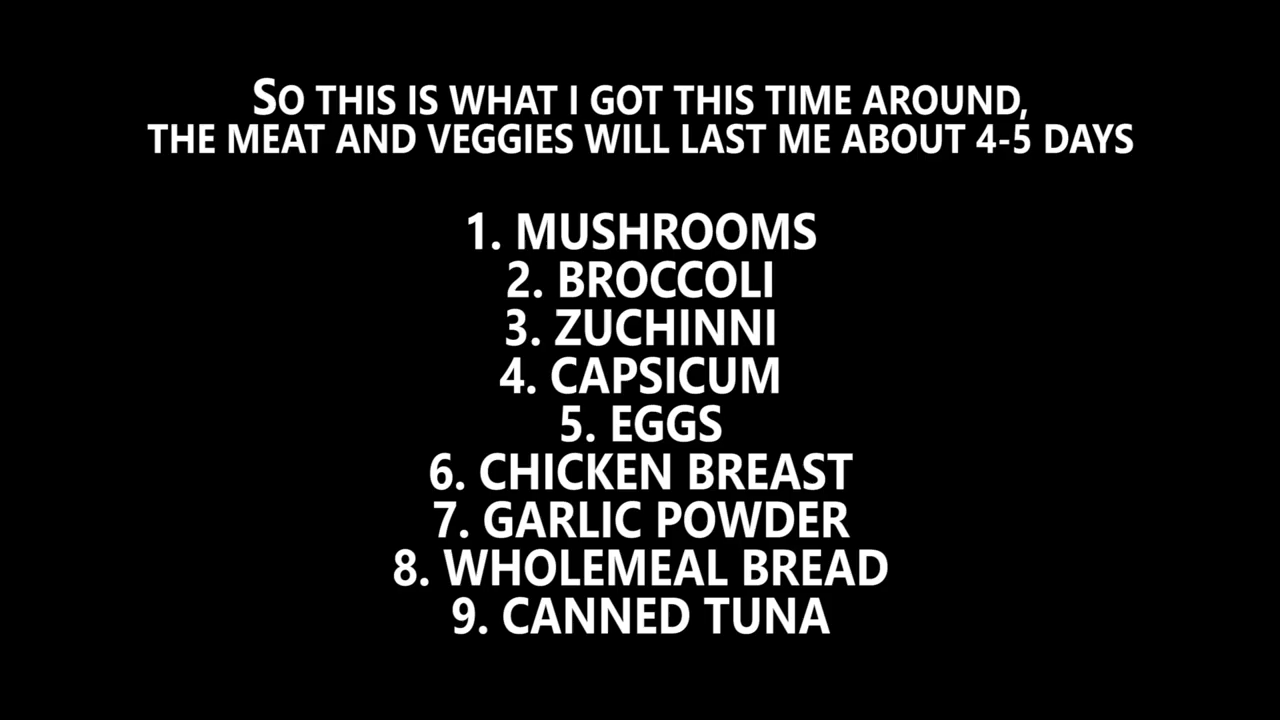 So this is what I got this time around,
the meat and veggies will last me about 4-5 days
1. Mushrooms
2. Broccoli
3. Zuchinni
4. Capsicum
5. Eggs
6. Chicken Breast
7. Garlic Powder
8. Wholemeal Bread
9. Canned Tuna